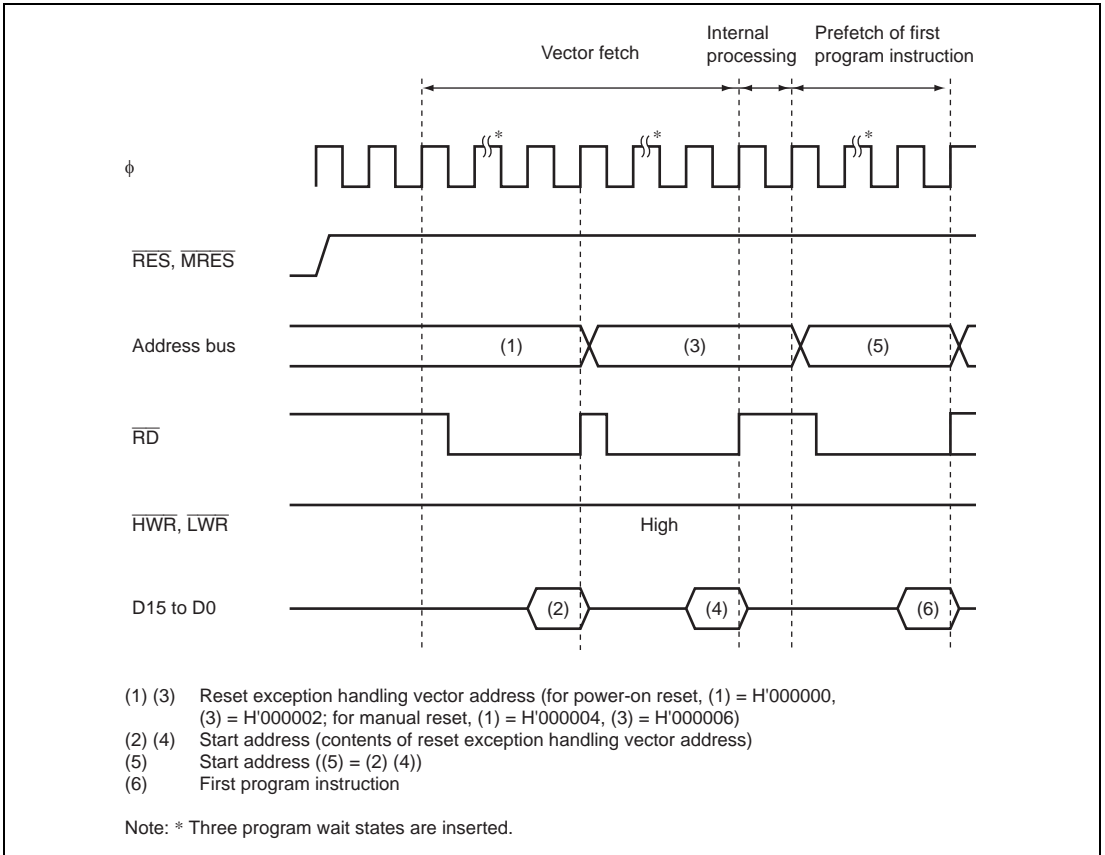 Vector fetch
Internal
processing
Prefetch of first
program instruction
ϕ
*
*
*
RES, MRES
Address bus
(1)
(3)
(5)
RD
HWR, LWR
High
D15 to D0
(2)
(4)
(6)
(1) (3) Reset exception handling vector address (for power-on reset, (1) = H'000000,
(3) = H'000002; for manual reset, (1) = H'000004, (3) = H'000006)
(2) (4) Start address (contents of reset exception handling vector address)
(5) Start address ((5) = (2) (4))
(6) First program instruction
Note: * Three program wait states are inserted.